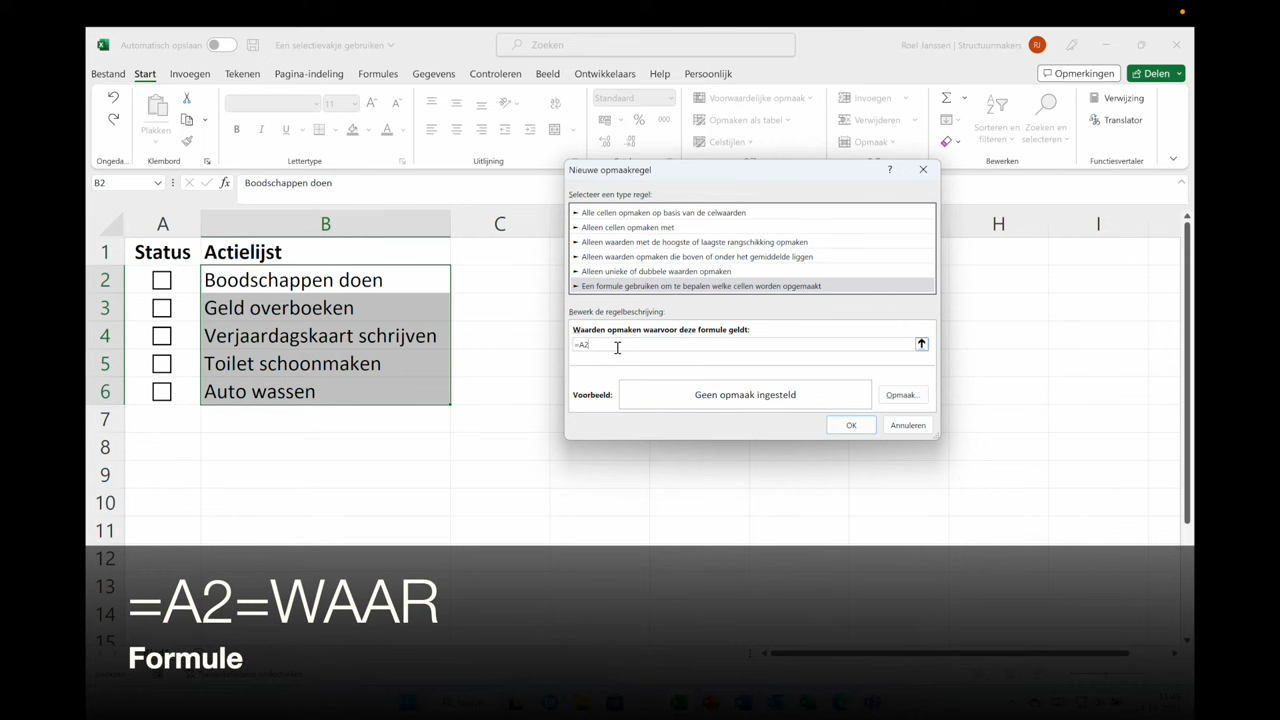 Automatisch opslaan
Een selectievakje gebruiken
Zoeken
Roel Janssen | Structuurmakers
RJ
Bestand Start Invoegen Tekenen Pagina-indeling Formules Gegevens Controleren Beeld Ontwikkelaars Help Persoonlijk
Opmerkingen
Delen
Plakken
11
Standaard
Voorwaardelijke opmaak
Opmaken als tabel
Celstijlen
Invoegen
Verwijderen
Opmaak
Sorteren en filteren
Zoeken en selecteren
Verwijzing
Translator
Ongeda...
Klembord
Lettertype
Uitlijning
Bewerken
Functiesverteller
B2
Boodschappen doen
Nieuwe opmaakregel
Selecteer een type regel:
► Alle cellen opmaken op basis van de celwaarden
► Alleen cellen opmaken met
► Alleen waarden met de hoogste of laagste rangschikking opmaken
► Alleen waarden opmaken die boven of onder het gemiddelde liggen
► Alleen unieke of dubbele waarden opmaken
► Een formule gebruiken om te bepalen welke cellen worden opgemaakt
Bewerk de regelbeschrijving:
Waarden opmaken waarvoor deze formule geldt:
=A2
Voorbeeld:
Geen opmaak ingesteld
Opmaak...
OK
Annuleren
A B C H I
1 Status Actielijst
2 Boodschappen doen
3 Geld overboeken
4 Verjaardagskaart schrijven
5 Toilet schoonmaken
6 Auto wassen
7
8
9
10
11
12
13
14
15
=A2=WAAR
Formule